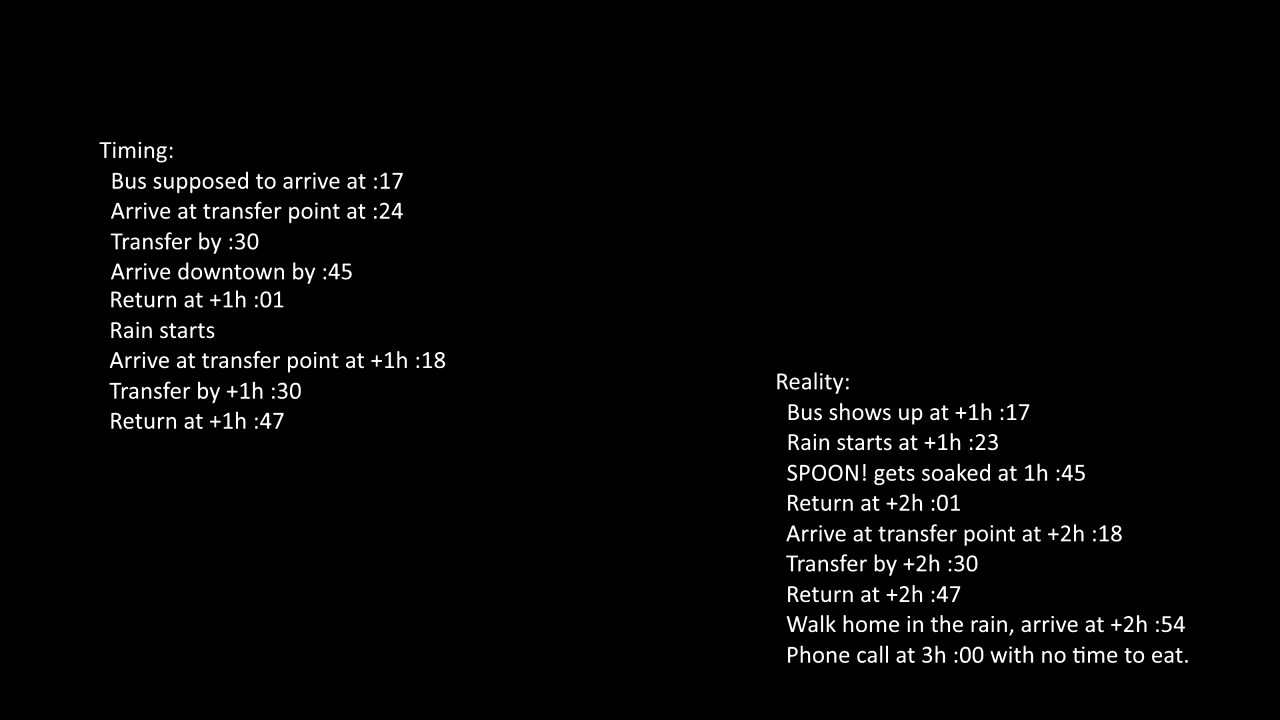 Timing:
Bus supposed to arrive at :17
Arrive at transfer point at :24
Transfer by :30
Arrive downtown by :45
Return at +1h :01
Rain starts
Arrive at transfer point at +1h :18
Transfer by +1h :30
Return at +1h :47
Reality:
Bus shows up at +1h :17
Rain starts at +1h :23
SPOON! gets soaked at 1h :45
Return at +2h :01
Arrive at transfer point at +2h :18
Transfer by +2h :30
Return at +2h :47
Walk home in the rain, arrive at +2h :54
Phone call at 3h :00 with no time to eat.